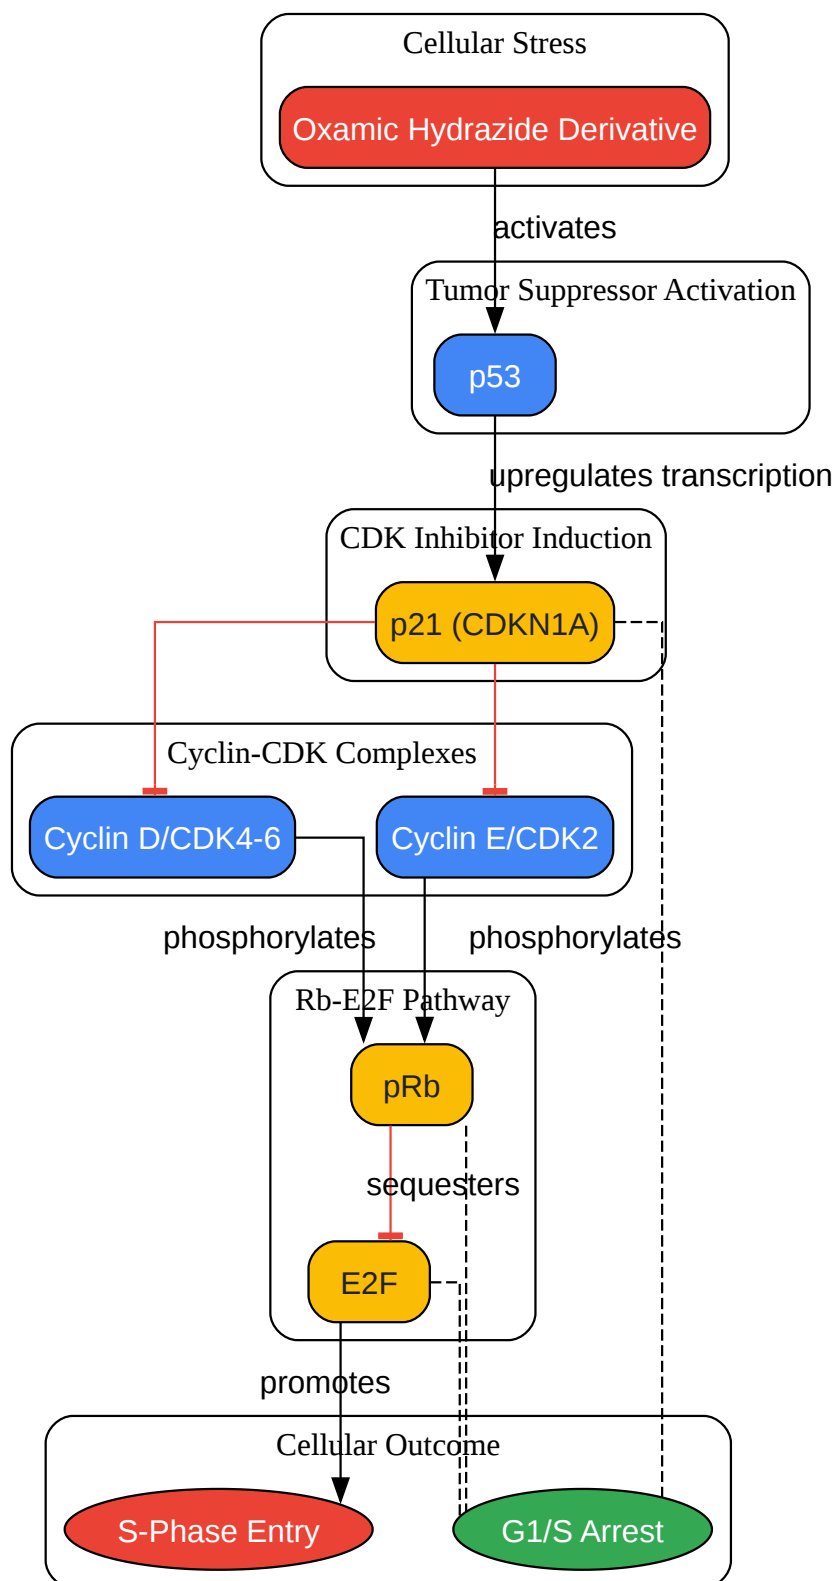 Cellular Stress
Oxamic Hydrazide Derivative
activates
Tumor Suppressor Activation
p53
upregulates transcription
CDK Inhibitor Induction
p21 (CDKN1A)
Cyclin-CDK Complexes
Cyclin D/CDK4-6
Cyclin E/CDK2
phosphorylates
phosphorylates
Rb-E2F Pathway
pRb
sequesters
E2F
promotes
Cellular Outcome
S-Phase Entry
G1/S Arrest